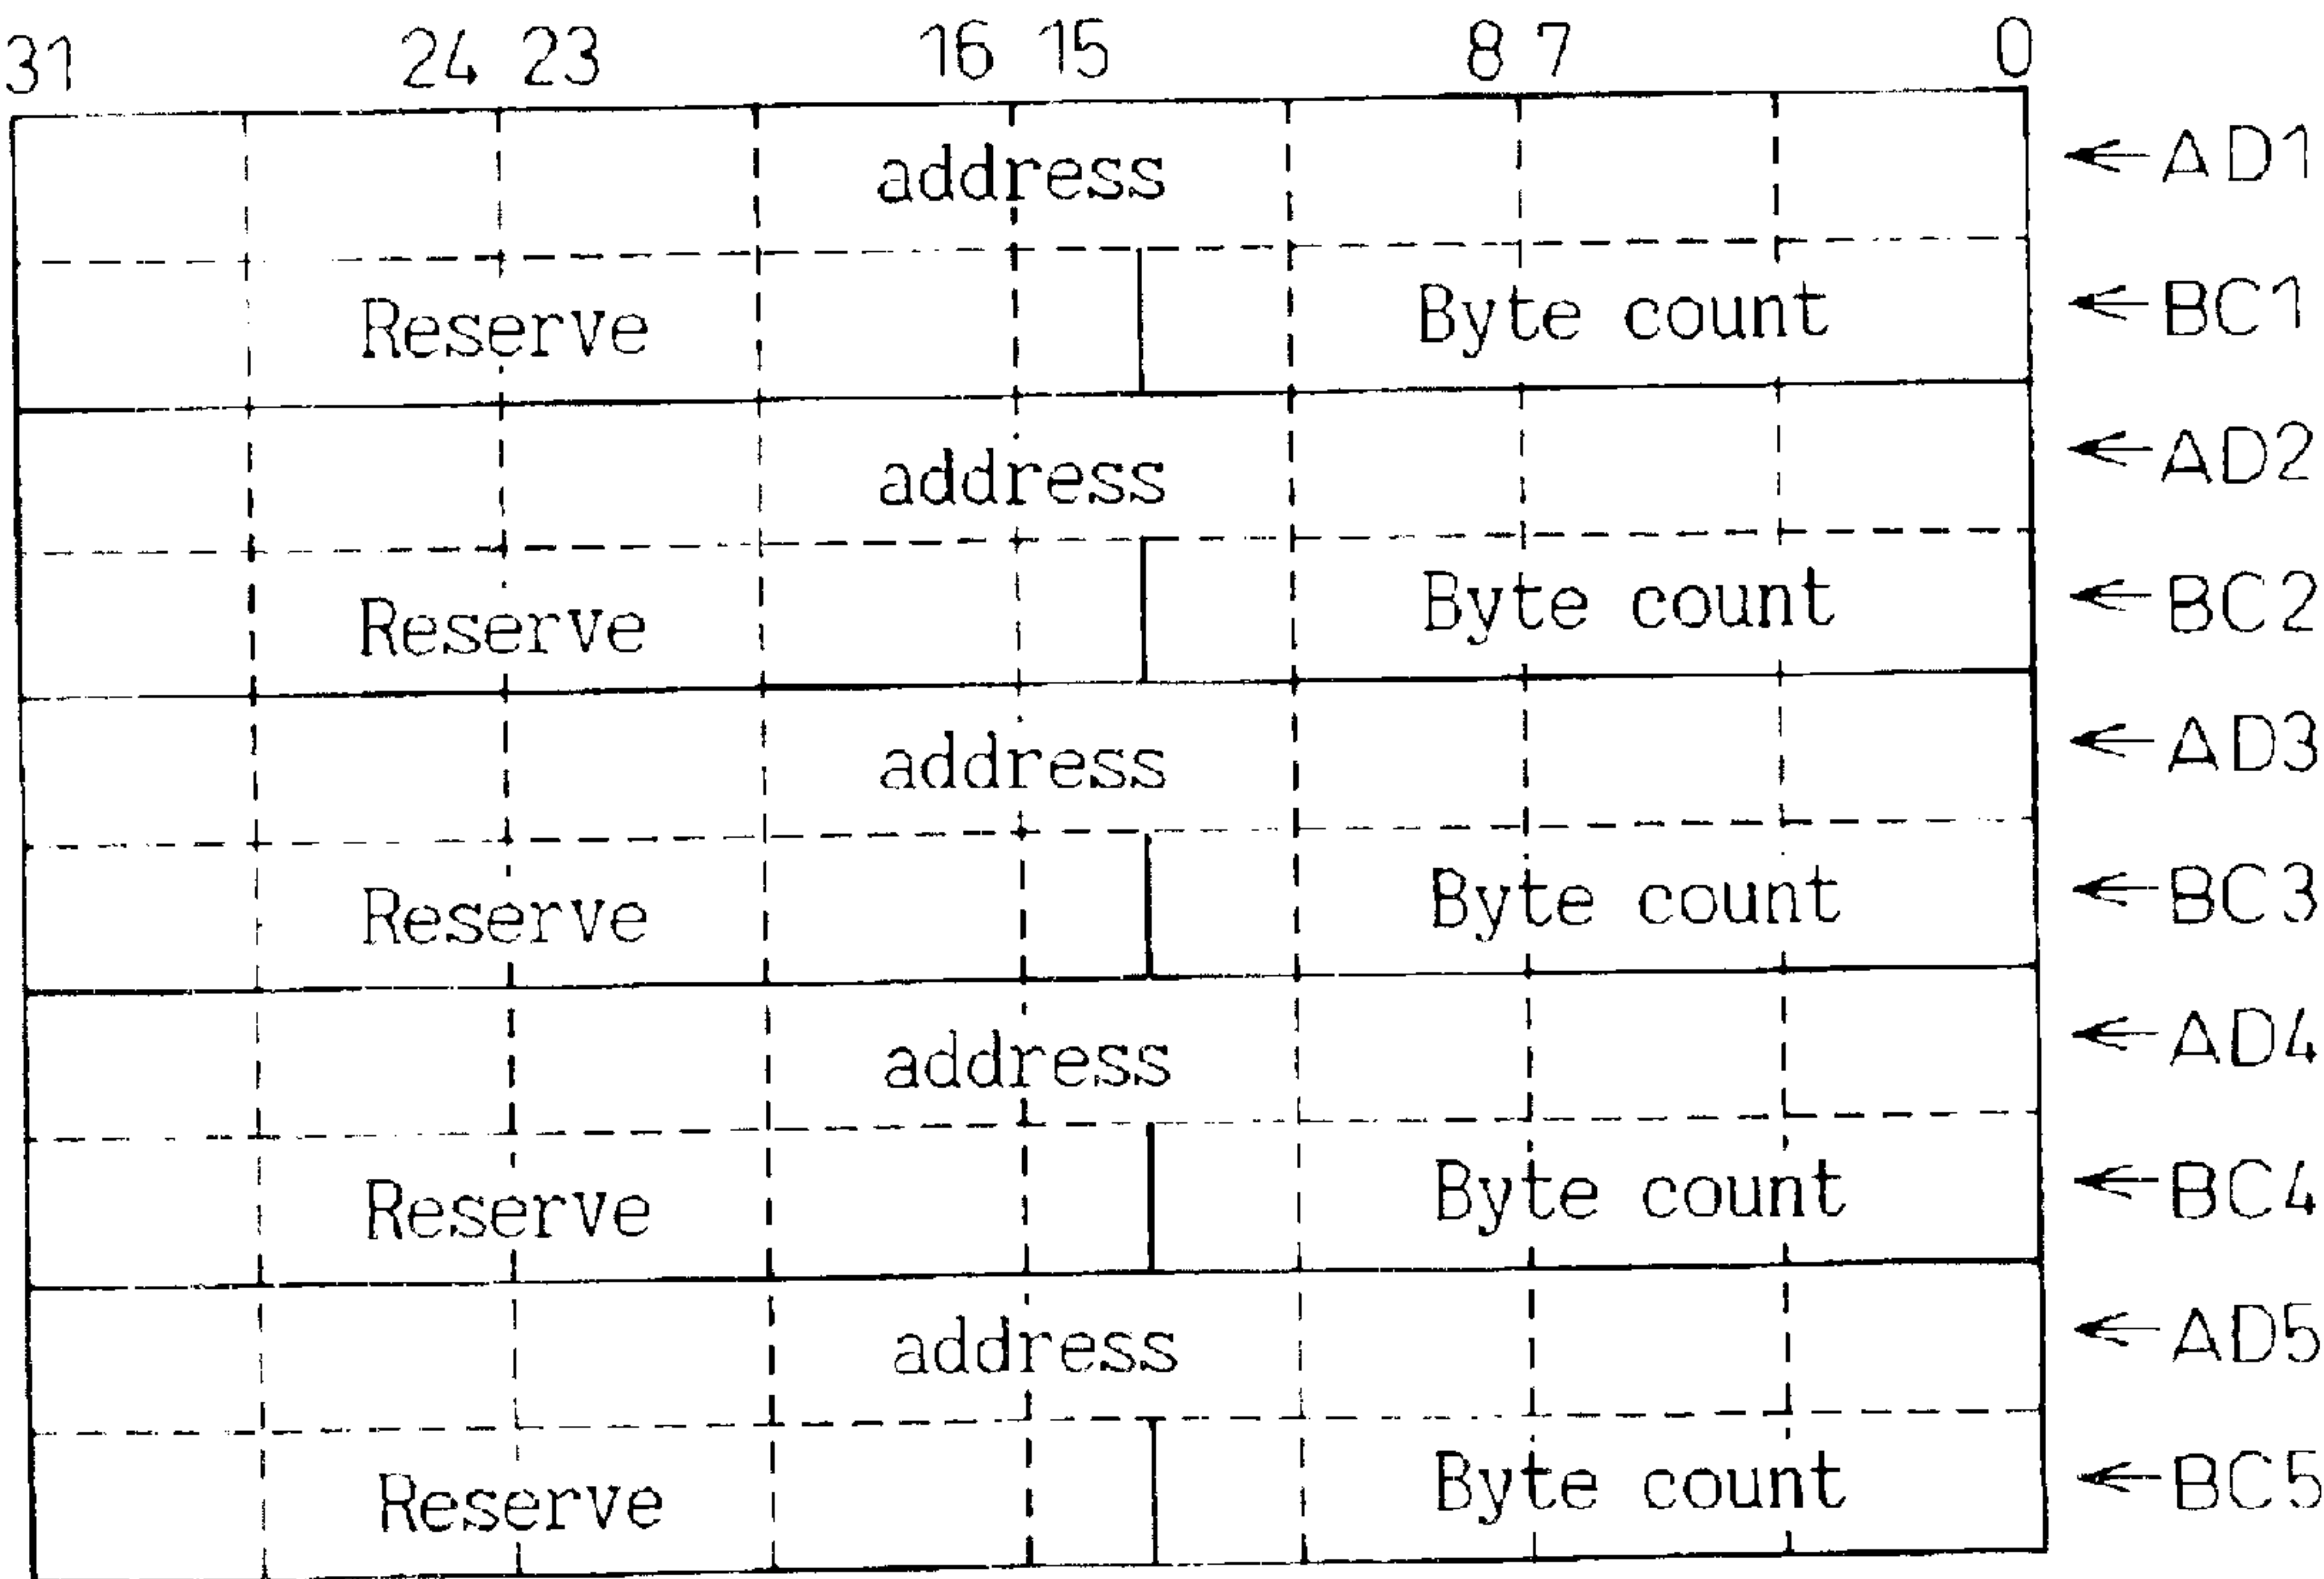 31 24 23 16 15 8 7 0
address ←AD1
Reserve Byte count ←BC1
address ←AD2
Reserve Byte count ←BC2
address ←AD3
Reserve Byte count ←BC3
address ←AD4
Reserve Byte count ←BC4
address ←AD5
Reserve Byte count ←BC5